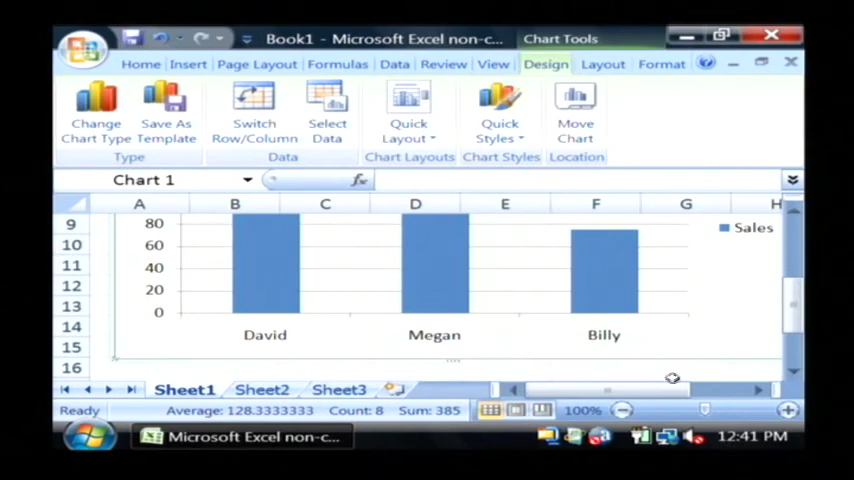 Book1 - Microsoft Excel non-c... Chart Tools
Home Insert Page Layout Formulas Data Review View Design Layout Format
Change Chart Type
Save As Template
Switch Row/Column
Select Data
Quick Layout
Quick Styles
Move Chart
Type Data Chart Layouts Chart Styles Location
Chart 1 fx
A B C D E F G H
9 80
10 60
11 40
12 20
13 0
14
15
16
Sales
David Megan Billy
Sheet1 Sheet2 Sheet3
Ready Average: 128.3333333 Count: 8 Sum: 385 100%
Microsoft Excel non-c... 12:41 PM